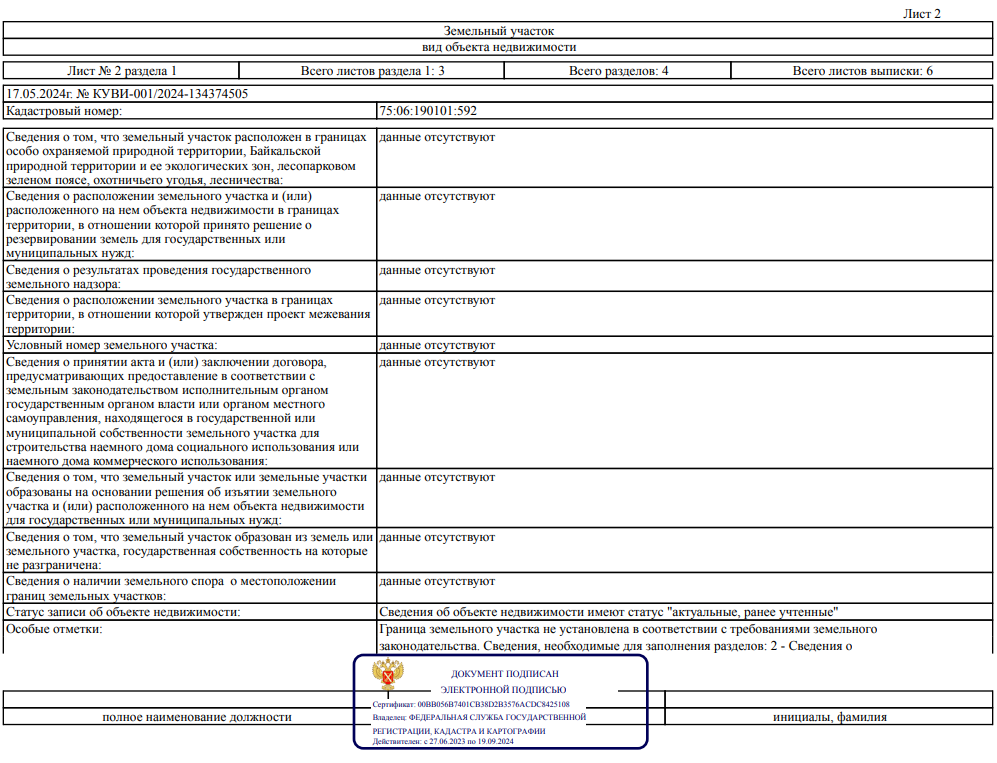 Лист 2
Земельный участок
вид объекта недвижимости
Лист № 2 раздела 1
Всего листов раздела 1: 3
Всего разделов: 4
Всего листов выписки: 6
17.05.2024г. № КУВИ-001/2024-134374505
Кадастровый номер:
75:06:190101:592
Сведения о том, что земельный участок расположен в границах
особо охраняемой природной территории, Байкальской
природной территории и ее экологических зон, лесопарковом
зеленом поясе, охотничьего угодья, лесничества:
данные отсутствуют
Сведения о расположении земельного участка и (или)
расположенного на нем объекта недвижимости в границах
территории, в отношении которой принято решение о
резервировании земель для государственных или
муниципальных нужд:
данные отсутствуют
Сведения о результатах проведения государственного
земельного надзора:
данные отсутствуют
Сведения о расположении земельного участка в границах
территории, в отношении которой утвержден проект межевания
территории:
данные отсутствуют
Условный номер земельного участка:
данные отсутствуют
Сведения о принятии акта и (или) заключении договора,
предусматривающих предоставление в соответствии с
земельным законодательством исполнительным органом
государственным органом власти или органом местного
самоуправления, находящегося в государственной или
муниципальной собственности земельного участка для
строительства наемного дома социального использования или
наемного дома коммерческого использования:
данные отсутствуют
Сведения о том, что земельный участок или земельные участки
образованы на основании решения об изъятии земельного
участка и (или) расположенного на нем объекта недвижимости
для государственных или муниципальных нужд:
данные отсутствуют
Сведения о том, что земельный участок образован из земель или
земельного участка, государственная собственность на которые
не разграничена:
данные отсутствуют
Сведения о наличии земельного спора о местоположении
границ земельных участков:
данные отсутствуют
Статус записи об объекте недвижимости:
Сведения об объекте недвижимости имеют статус "актуальные, ранее учтенные"
Особые отметки:
Граница земельного участка не установлена в соответствии с требованиями земельного
законодательства. Сведения, необходимые для заполнения разделов: 2 - Сведения о
ДОКУМЕНТ ПОДПИСАН
ЭЛЕКТРОННОЙ ПОДПИСЬЮ
Сертификат: 00BB056B7401CB38D2B3576ACDC8425108
Владелец: ФЕДЕРАЛЬНАЯ СЛУЖБА ГОСУДАРСТВЕННОЙ
РЕГИСТРАЦИИ, КАДАСТРА И КАРТОГРАФИИ
Действителен: с 27.06.2023 по 19.09.2024
полное наименование должности
инициалы, фамилия